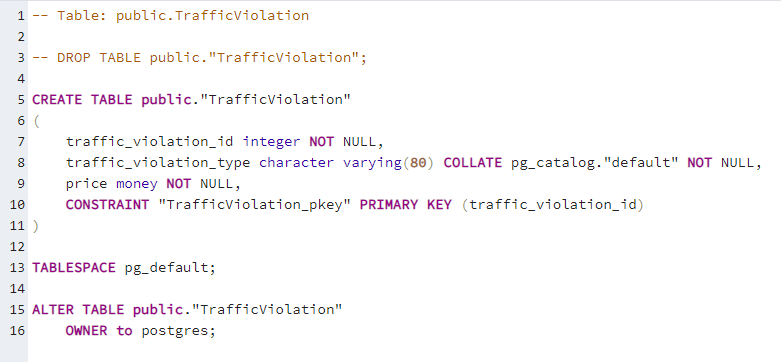 1 -- Table: public.TrafficViolation
2
3 -- DROP TABLE public."TrafficViolation";
4
5 CREATE TABLE public."TrafficViolation"
6 (
7     traffic_violation_id integer NOT NULL,
8     traffic_violation_type character varying(80) COLLATE pg_catalog."default" NOT NULL,
9     price money NOT NULL,
10     CONSTRAINT "TrafficViolation_pkey" PRIMARY KEY (traffic_violation_id)
11 )
12
13 TABLESPACE pg_default;
14
15 ALTER TABLE public."TrafficViolation"
16     OWNER to postgres;